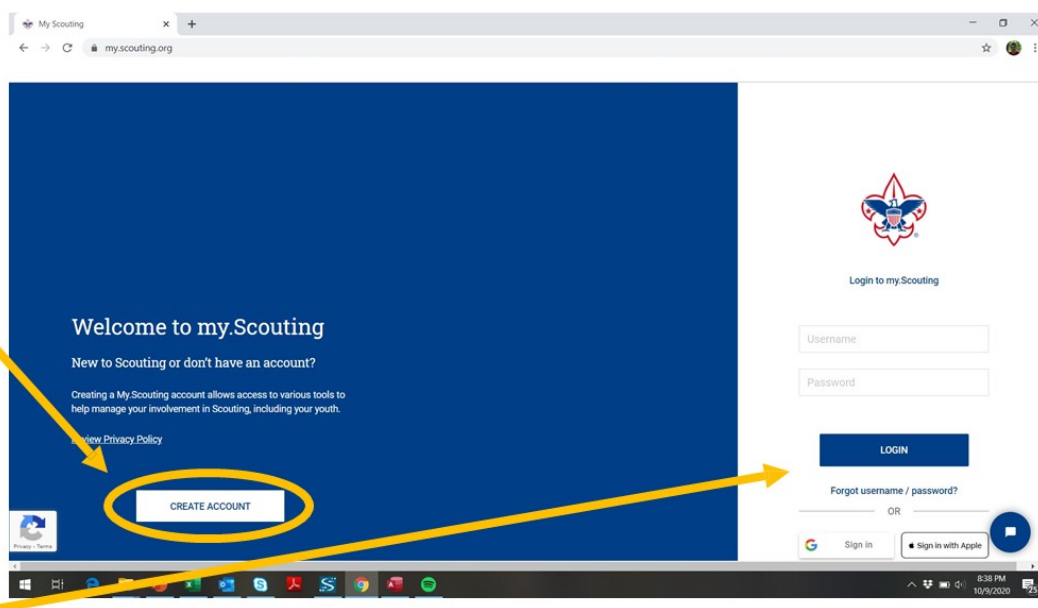 My Scouting
my.scouting.org
Welcome to my.Scouting
New to Scouting or don't have an account?
Creating a My.Scouting account allows access to various tools to
help manage your involvement in Scouting, including your youth.
Review Privacy Policy
CREATE ACCOUNT
Privacy - Terms
Login to my.Scouting
Username
Password
LOGIN
Forgot username / password?
OR
G Sign in
Sign in with Apple
8:38 PM
10/9/2020
25